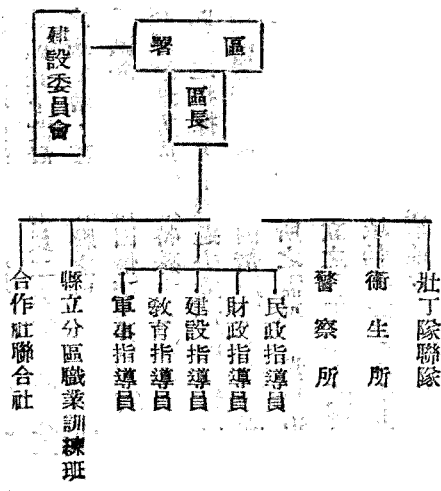 區署
區長
建設委員會
壯丁隊聯隊
衛生所
警察所
民政指導員
財政指導員
建設指導員
教育指導員
軍事指導員
縣立分區職業訓練班
合作社聯合社